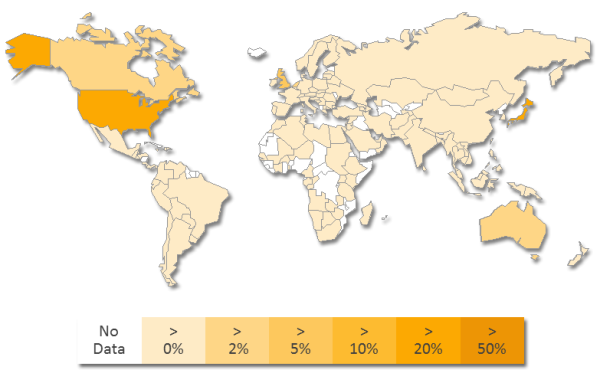 No > > > > > >
Data 0% 2% 5% 10% 20% 50%